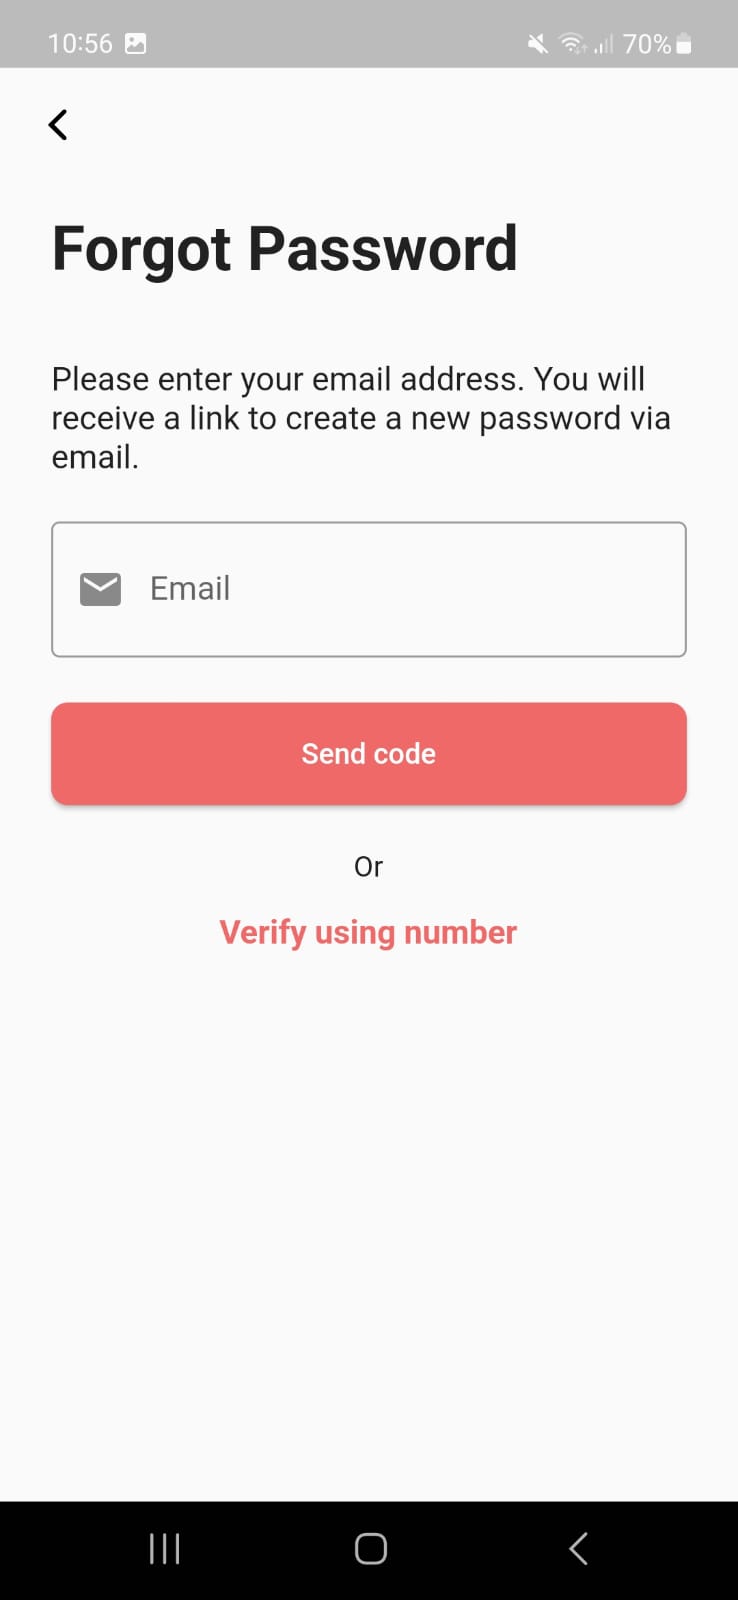 10:56 70%
Forgot Password
Please enter your email address. You will
receive a link to create a new password via
email.
Email
Send code
Or
Verify using number